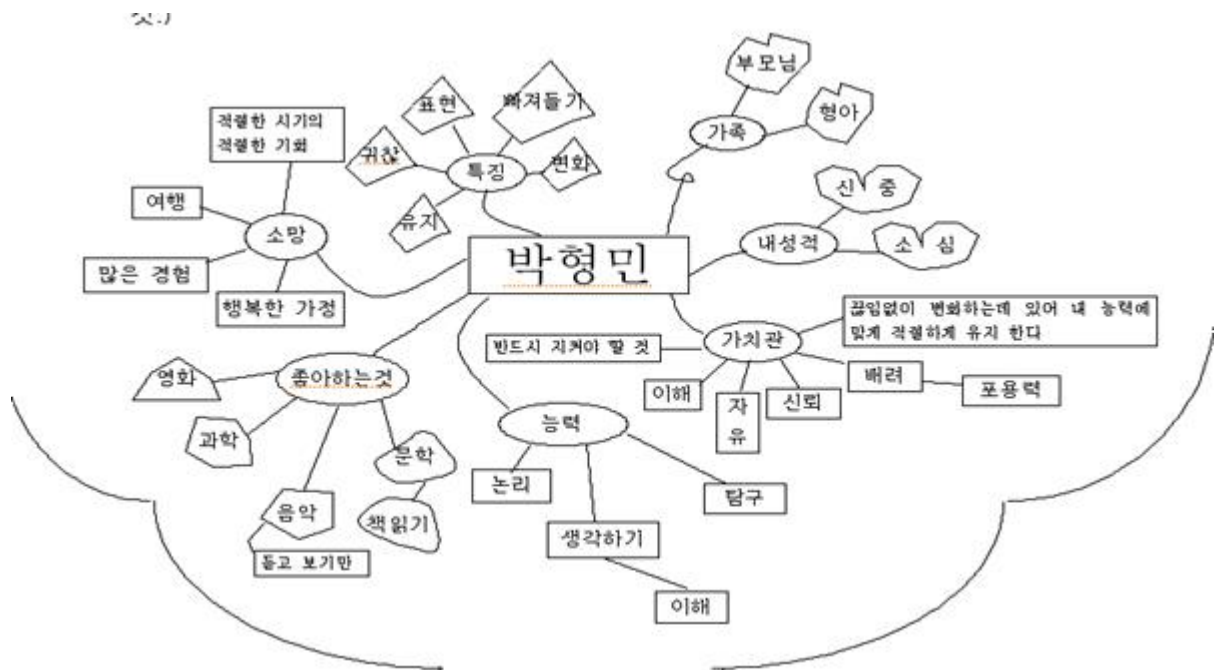 것.)
부모님
형아
가족
표현
빠져들기
귀찮
변화
특징
유지
적절한 시기의
적절한 기회
여행
소망
많은 경험
행복한 가정
신 중
내성적
소 심
박형민
끊임없이 변화하는데 있어 내 능력에
맞게 적절하게 유지 한다
가치관
반드시 지켜야 할 것
이해
자
유
신뢰
배려
포용력
영화
좋아하는것
과학
문학
음악
책읽기
듣고 보기만
능력
논리
탐구
생각하기
이해